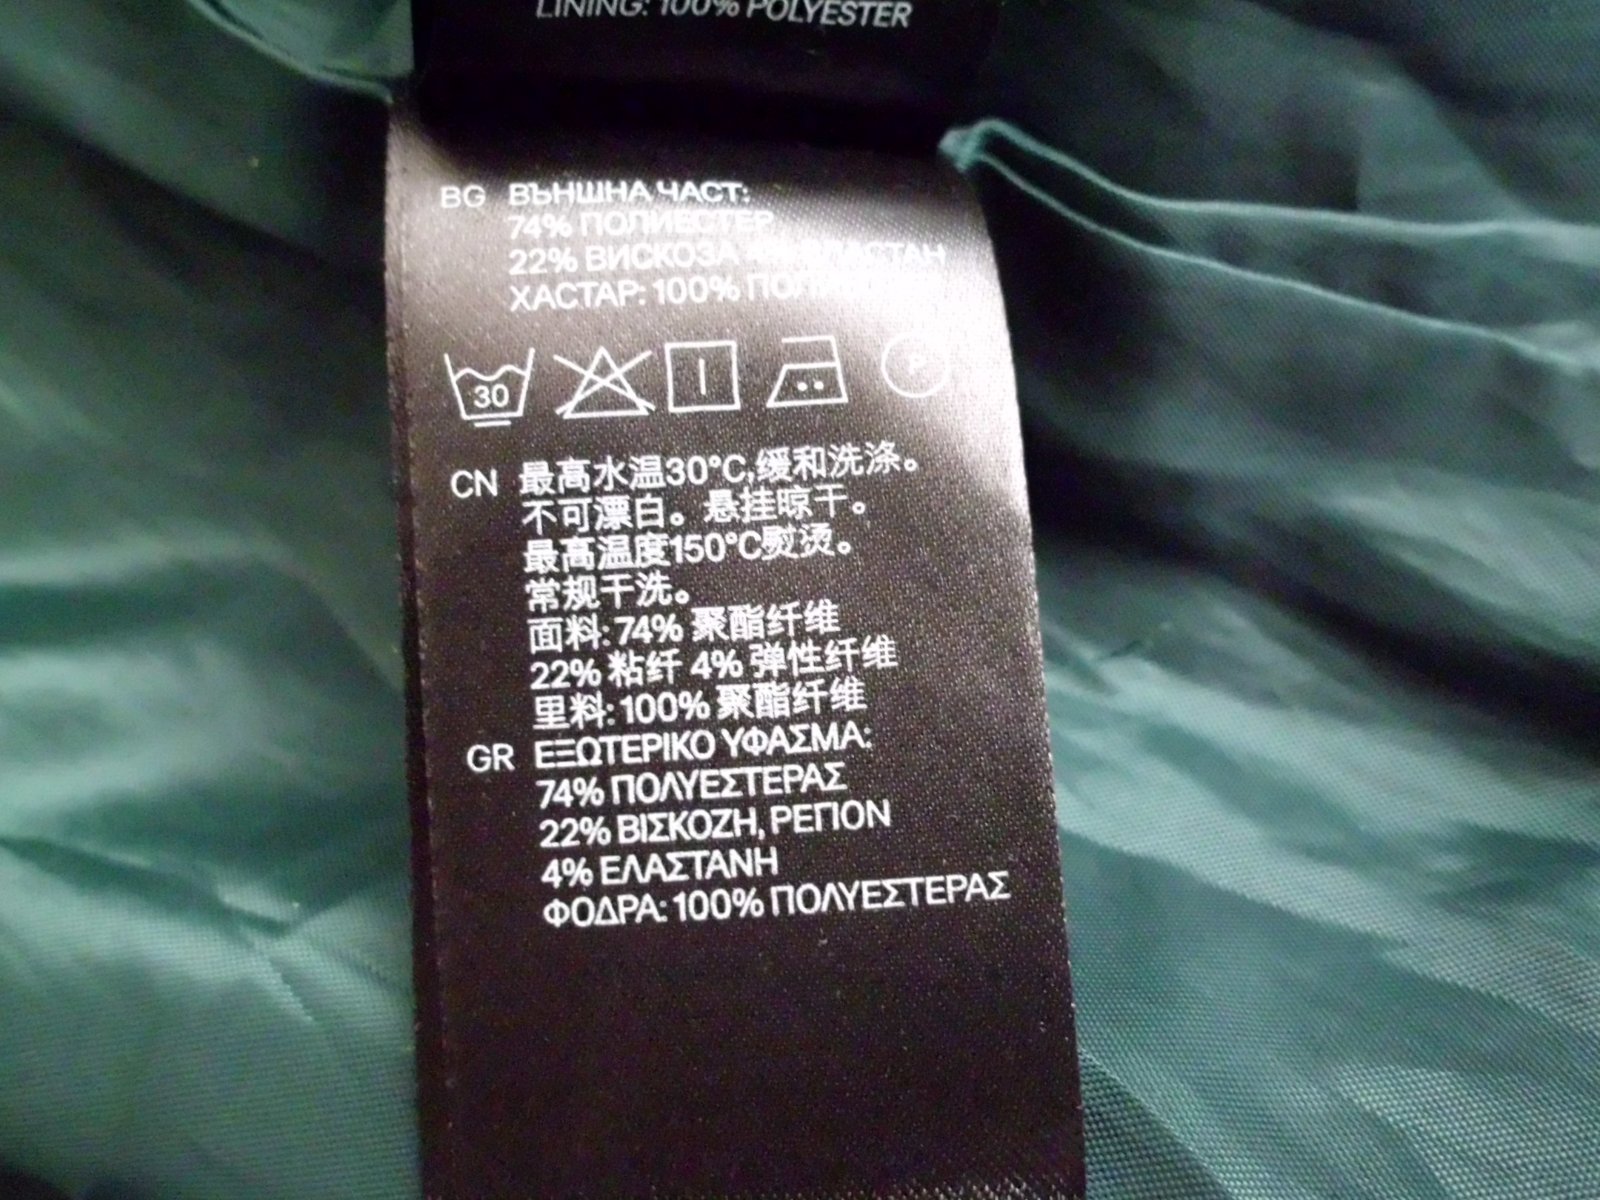 LINING: 100% POLYESTER
BG ВЪНШНА ЧАСТ:
74% ПОЛИЕСТЕР
22% ВИСКОЗА
ХАСТАР: 100%
30
P
CN 最高水温30°C,缓和洗涤。
不可漂白。悬挂晾干。
最高温度150°C熨烫。
常规干洗。
面料: 74% 聚酯纤维
22% 粘纤 4% 弹性纤维
里料: 100% 聚酯纤维
GR ΕΞΩΤΕΡΙΚΟ ΥΦΑΣΜΑ:
74% ΠΟΛΥΕΣΤΕΡΑΣ
22% ΒΙΣΚΟΖΗ, ΡΕΓΙΟΝ
4% ΕΛΑΣΤΑΝΗ
ΦΟΔΡΑ: 100% ΠΟΛΥΕΣΤΕΡΑΣ